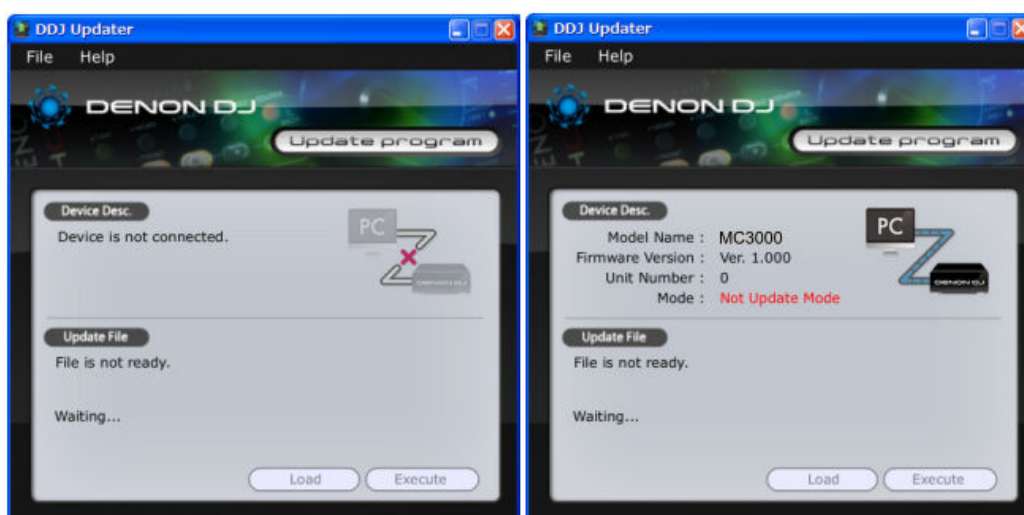 DDJ Updater
File Help
DENON DJ
Update program
Device Desc.
Device is not connected.
PC
DENON DJ
Update File
File is not ready.
Waiting...
Load Execute
DDJ Updater
File Help
DENON DJ
Update program
Device Desc.
Model Name : MC3000
Firmware Version : Ver. 1.000
Unit Number : 0
Mode : Not Update Mode
PC
DENON DJ
Update File
File is not ready.
Waiting...
Load Execute